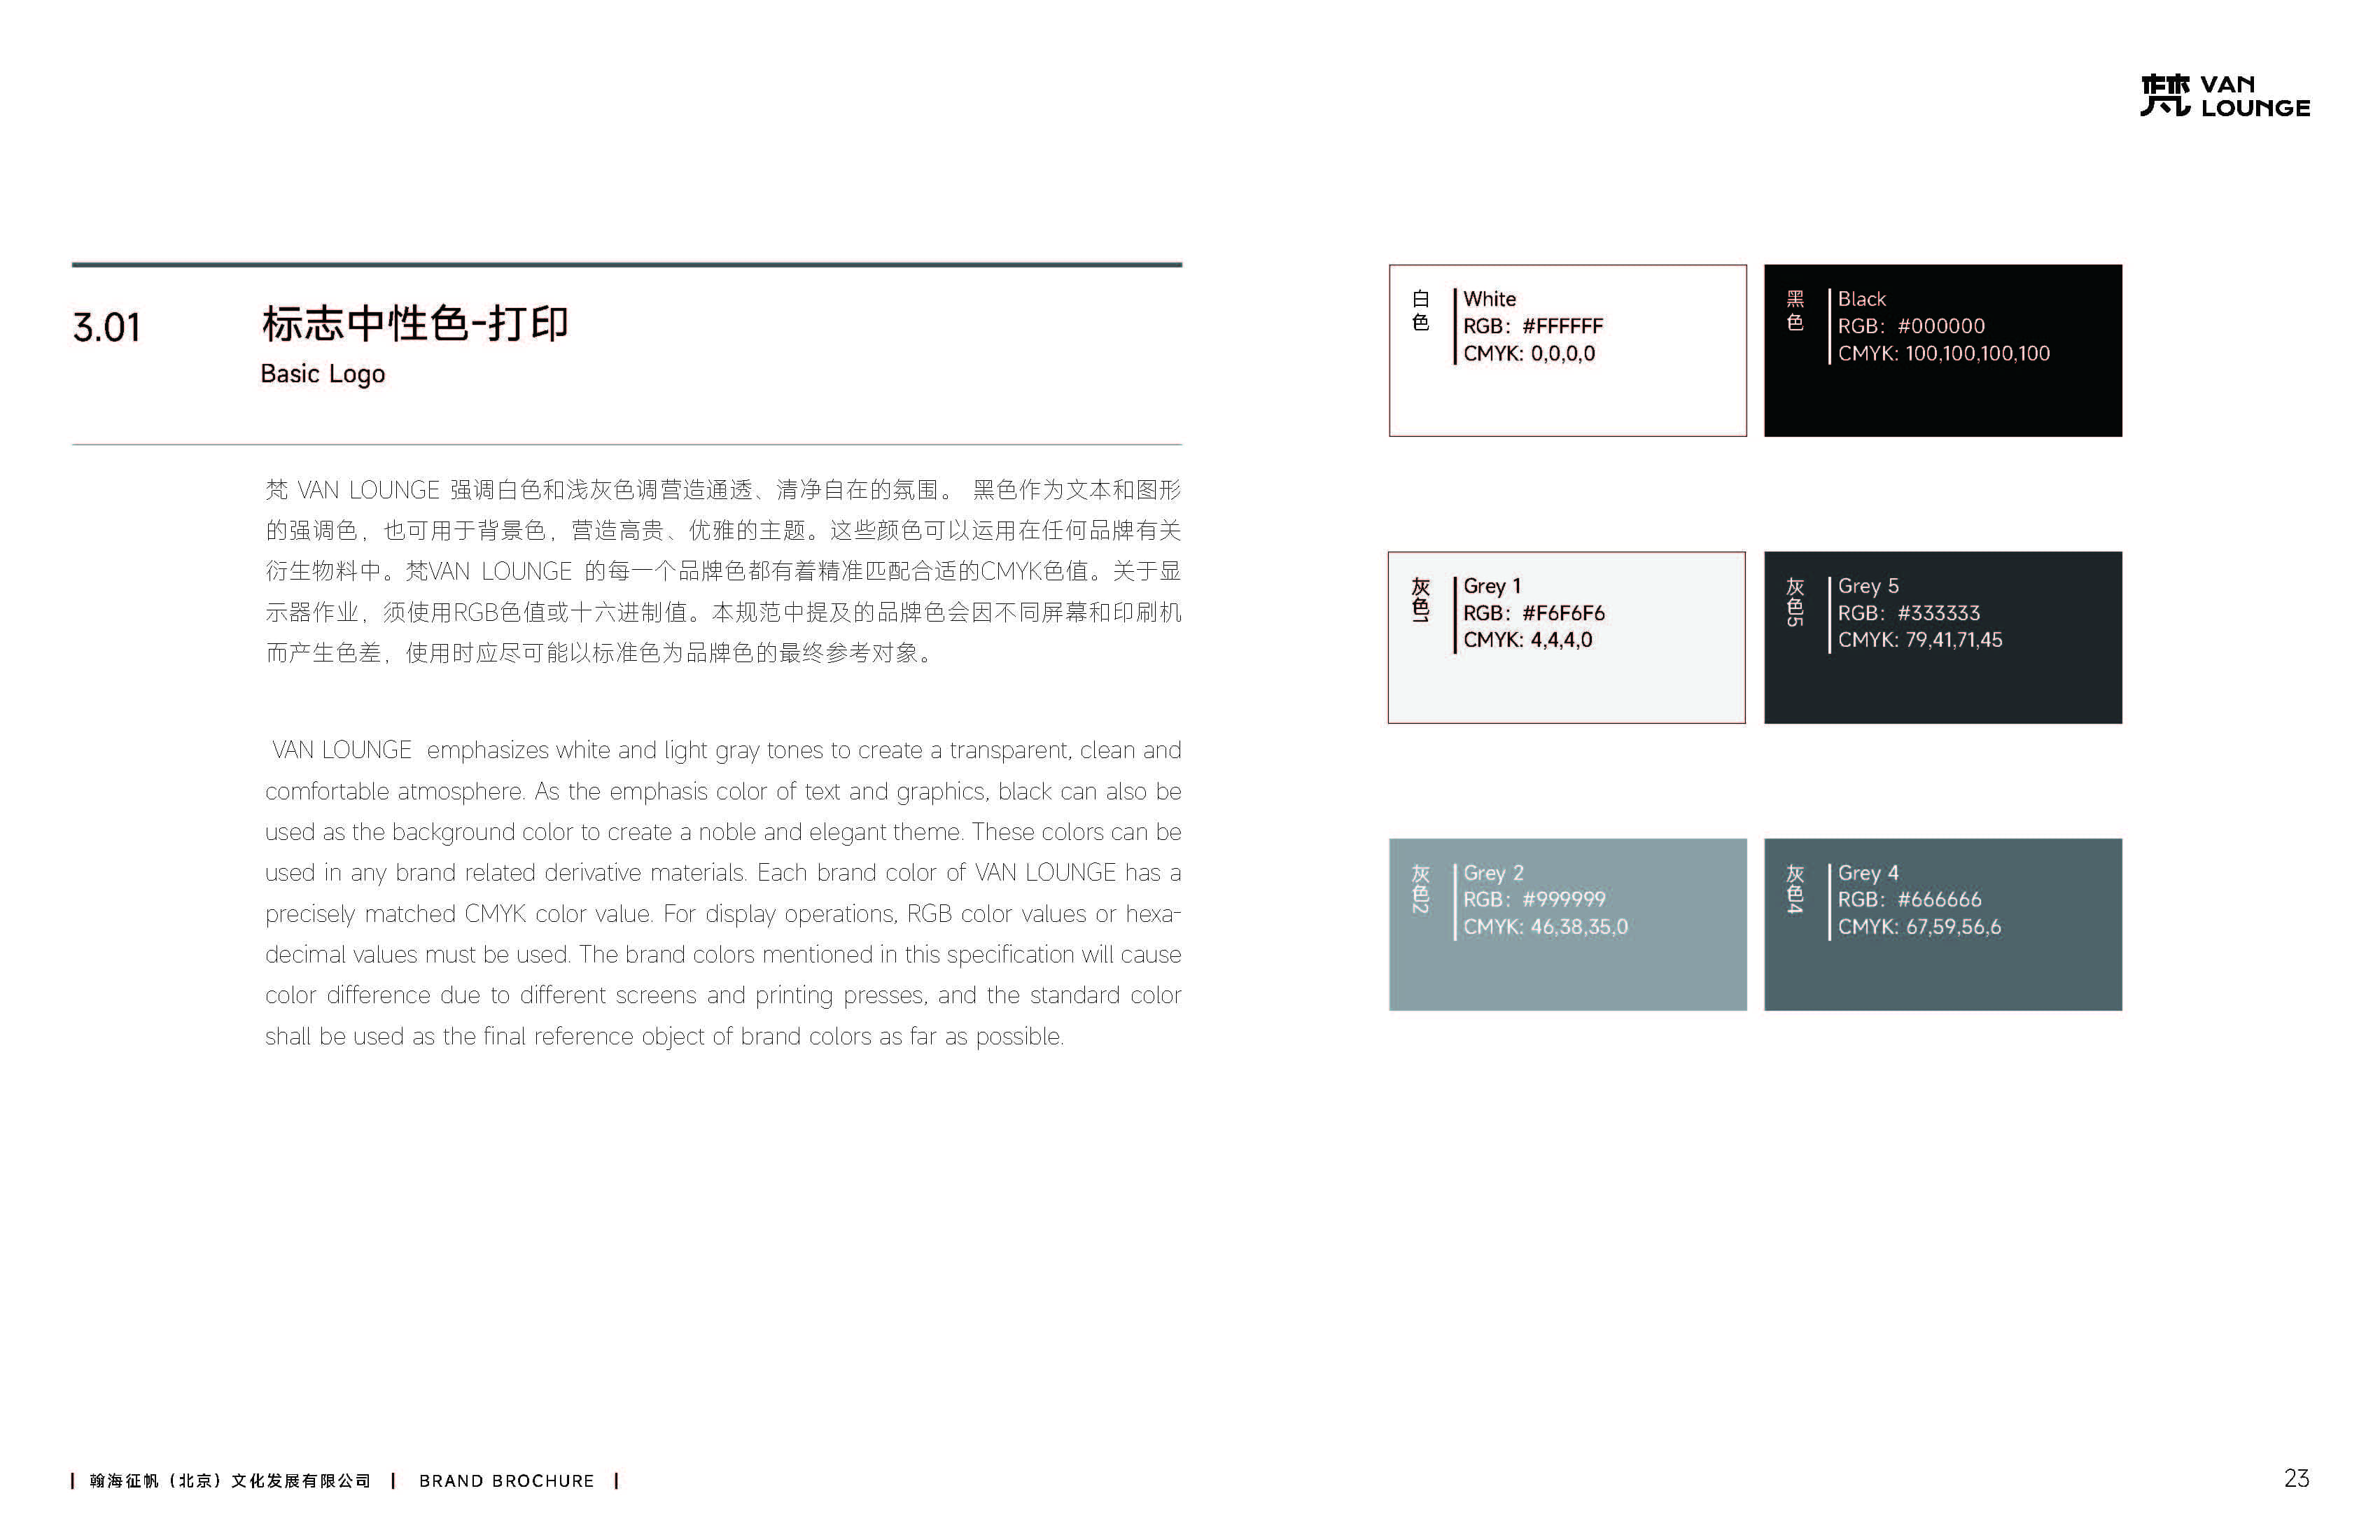 梵 VAN
LOUNGE
3.01
标志中性色-打印
Basic Logo
梵 VAN LOUNGE 强调白色和浅灰色调营造通透、清净自在的氛围。 黑色作为文本和图形
的强调色，也可用于背景色，营造高贵、优雅的主题。这些颜色可以运用在任何品牌有关
衍生物料中。梵VAN LOUNGE 的每一个品牌色都有着精准匹配合适的CMYK色值。关于显
示器作业，须使用RGB色值或十六进制值。本规范中提及的品牌色会因不同屏幕和印刷机
而产生色差，使用时应尽可能以标准色为品牌色的最终参考对象。
VAN LOUNGE emphasizes white and light gray tones to create a transparent, clean and
comfortable atmosphere. As the emphasis color of text and graphics, black can also be
used as the background color to create a noble and elegant theme. These colors can be
used in any brand related derivative materials. Each brand color of VAN LOUNGE has a
precisely matched CMYK color value. For display operations, RGB color values or hexa-
decimal values must be used. The brand colors mentioned in this specification will cause
color difference due to different screens and printing presses, and the standard color
shall be used as the final reference object of brand colors as far as possible.
白色
White
RGB: #FFFFFF
CMYK: 0,0,0,0
黑色
Black
RGB: #000000
CMYK: 100,100,100,100
灰色1
Grey 1
RGB: #F6F6F6
CMYK: 4,4,4,0
灰色5
Grey 5
RGB: #333333
CMYK: 79,41,71,45
灰色2
Grey 2
RGB: #999999
CMYK: 46,38,35,0
灰色4
Grey 4
RGB: #666666
CMYK: 67,59,56,6
| 翰海征帆（北京）文化发展有限公司 | BRAND BROCHURE |
23